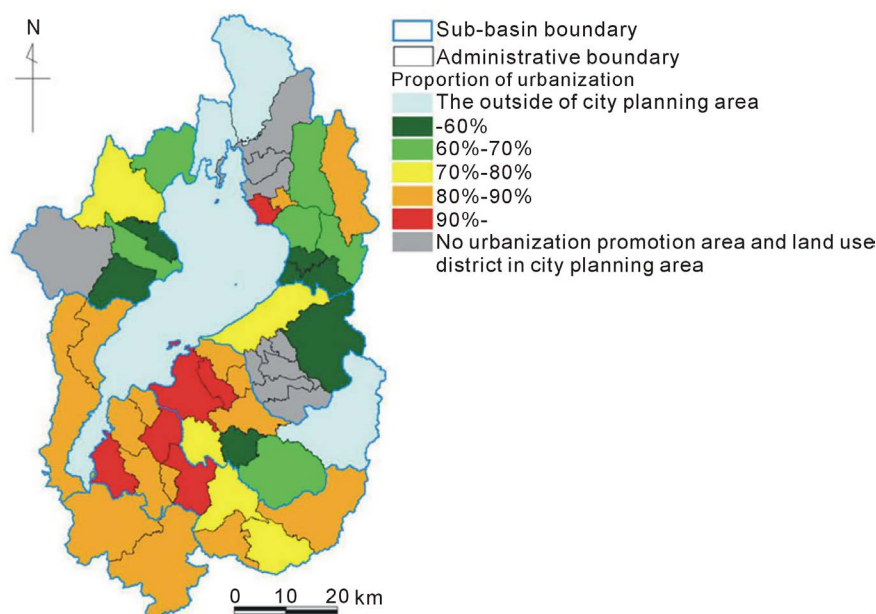 N
Sub-basin boundary
Administrative boundary
Proportion of urbanization
The outside of city planning area
-60%
60%-70%
70%-80%
80%-90%
90%-
No urbanization promotion area and land use
district in city planning area
0 10 20 km